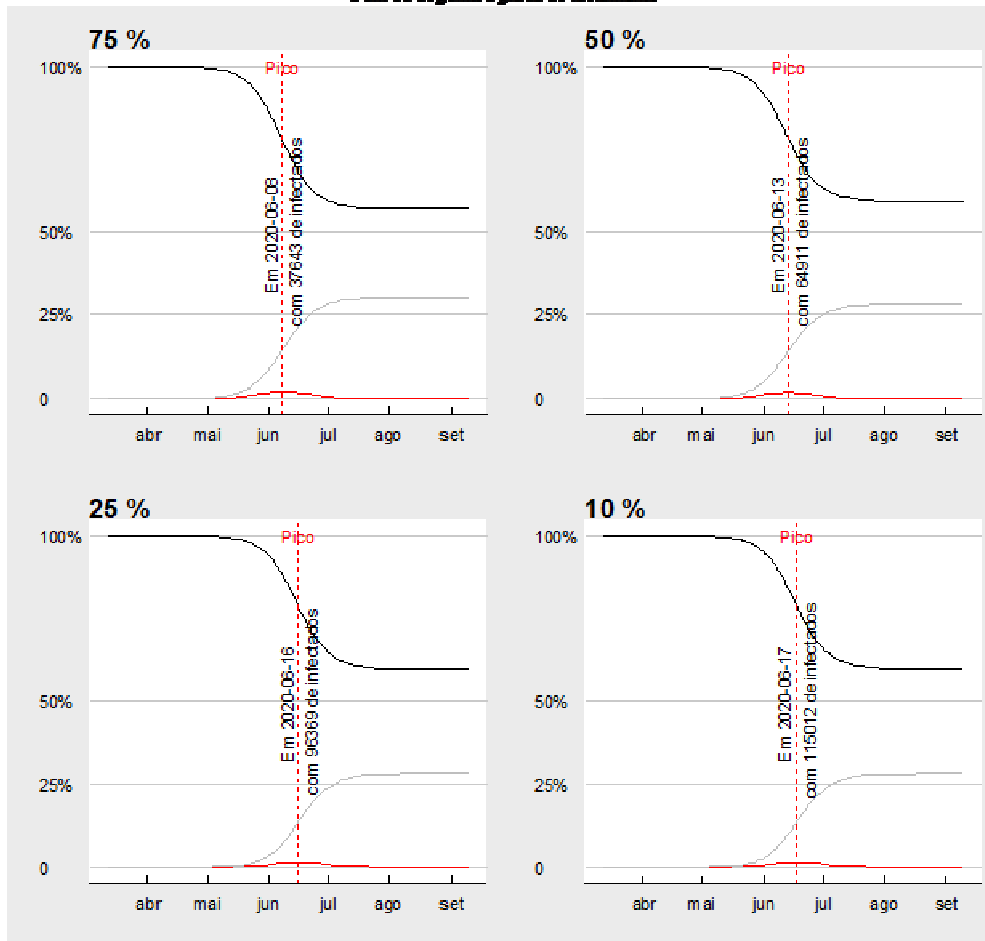 75 %
100%
50%
25%
0
Pico
Em 2020-06-08
com 37643 de infectados
abr mai jun jul ago set
50 %
100%
50%
25%
0
Pico
Em 2020-06-13
com 64911 de infectados
abr mai jun jul ago set
25 %
100%
50%
25%
0
Pico
Em 2020-06-16
com 96369 de infectados
abr mai jun jul ago set
10 %
100%
50%
25%
0
Pico
Em 2020-06-17
com 115012 de infectados
abr mai jun jul ago set